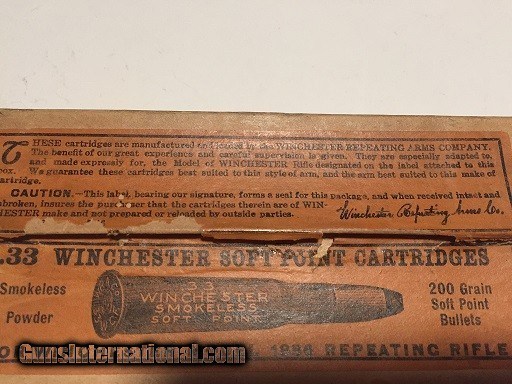 THESE cartridges are manufactured and loaded by the WINCHESTER REPEATING ARMS COMPANY.
The benefit of our great experience and careful supervision is given. They are especially adapted to,
and made expressly for, the Model of WINCHESTER Rifle designated on the label attached to this
box. We guarantee these cartridges best suited to this style of arm, and the arm best suited to this make of
cartridge.
CAUTION.—This label, bearing our signature, forms a seal for this package, and when received intact and
unbroken, insures the purchaser that the cartridges therein are of WIN-
CHESTER make and not prepared or reloaded by outside parties.
Winchester Repeating Arms Co.
.33 WINCHESTER SOFT POINT CARTRIDGES
Smokeless
Powder
.33
WINCHESTER
SMOKELESS
SOFT POINT
200 Grain
Soft Point
Bullets
1886 REPEATING RIFLE
GunsInternational.com